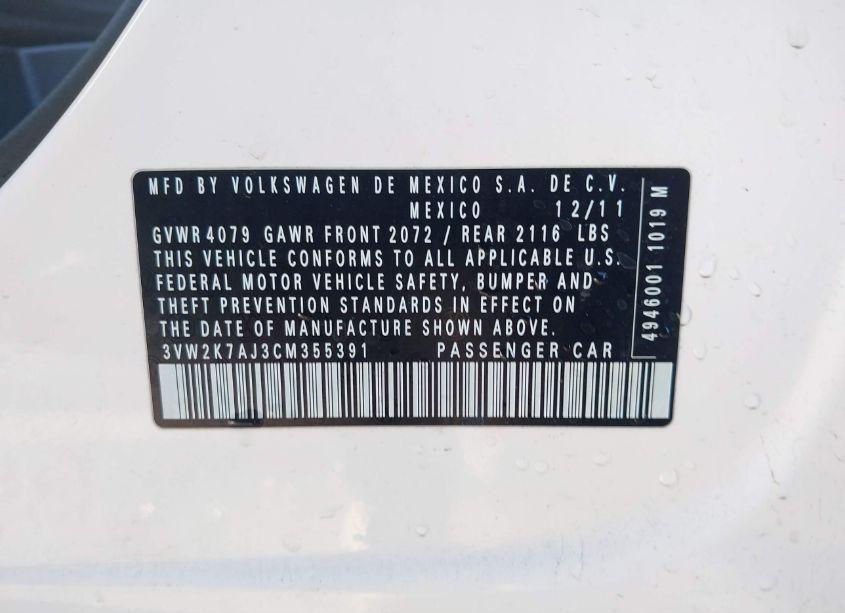 MFD BY VOLKSWAGEN DE MEXICO S.A. DE C.V.
MEXICO 12/11
GVWR 4079 GAWR FRONT 2072 / REAR 2116 LBS
THIS VEHICLE CONFORMS TO ALL APPLICABLE U.S.
FEDERAL MOTOR VEHICLE SAFETY, BUMPER AND
THEFT PREVENTION STANDARDS IN EFFECT ON
THE DATE OF MANUFACTURE SHOWN ABOVE.
3VW2K7AJ3CM355391 PASSENGER CAR
4946001 1019 M